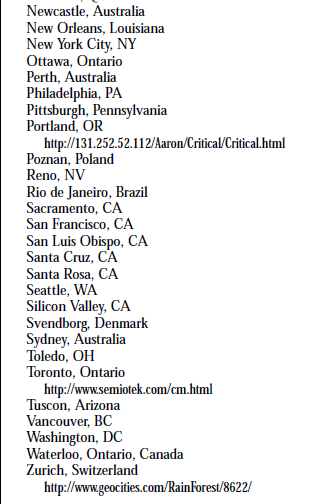 Newcastle, Australia
New Orleans, Louisiana
New York City, NY
Ottawa, Ontario
Perth, Australia
Philadelphia, PA
Pittsburgh, Pennsylvania
Portland, OR
http://131.252.52.112/Aaron/Critical/Critical.html
Poznan, Poland
Reno, NV
Rio de Janeiro, Brazil
Sacramento, CA
San Francisco, CA
San Luis Obispo, CA
Santa Cruz, CA
Santa Rosa, CA
Seattle, WA
Silicon Valley, CA
Svendborg, Denmark
Sydney, Australia
Toledo, OH
Toronto, Ontario
http://www.semiotek.com/cm.html
Tuscon, Arizona
Vancouver, BC
Washington, DC
Waterloo, Ontario, Canada
Zurich, Switzerland
http://www.geocities.com/RainForest/8622/